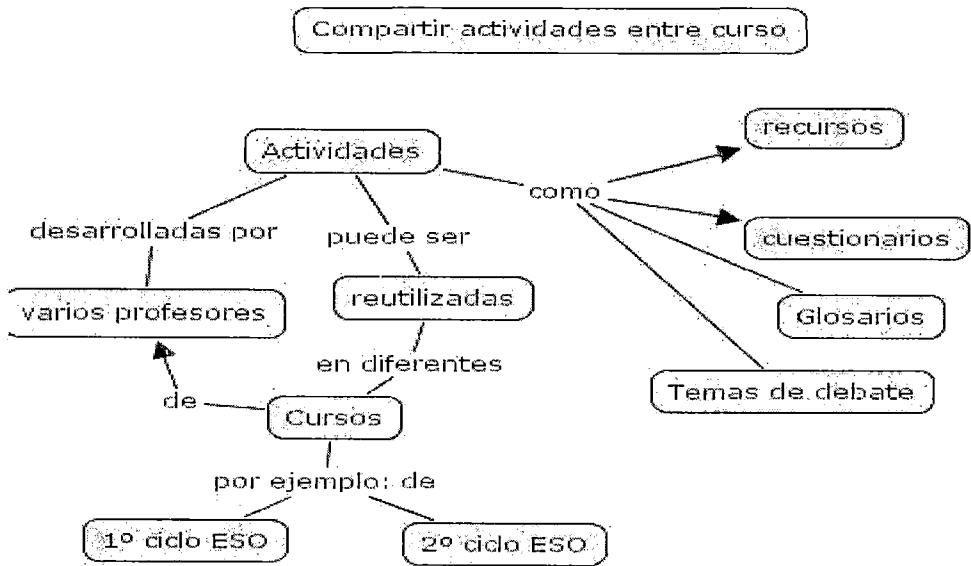 Compartir actividades entre curso
Actividades
recursos
como
desarrolladas por
puede ser
cuestionarios
varios profesores
reutilizadas
Glosarios
en diferentes
Temas de debate
de
Cursos
por ejemplo: de
1º ciclo ESO
2º ciclo ESO